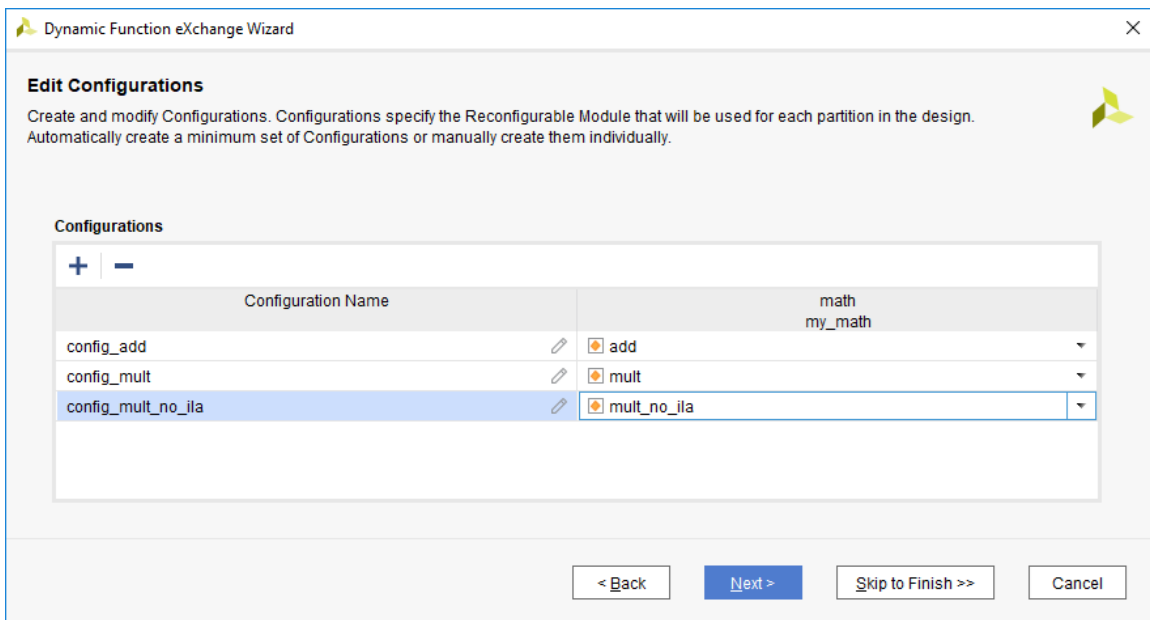 Dynamic Function eXchange Wizard
Edit Configurations
Create and modify Configurations. Configurations specify the Reconfigurable Module that will be used for each partition in the design.
Automatically create a minimum set of Configurations or manually create them individually.
Configurations
Configuration Name
math
my_math
config_add
add
config_mult
mult
config_mult_no_ila
mult_no_ila
< Back
Next >
Skip to Finish >>
Cancel